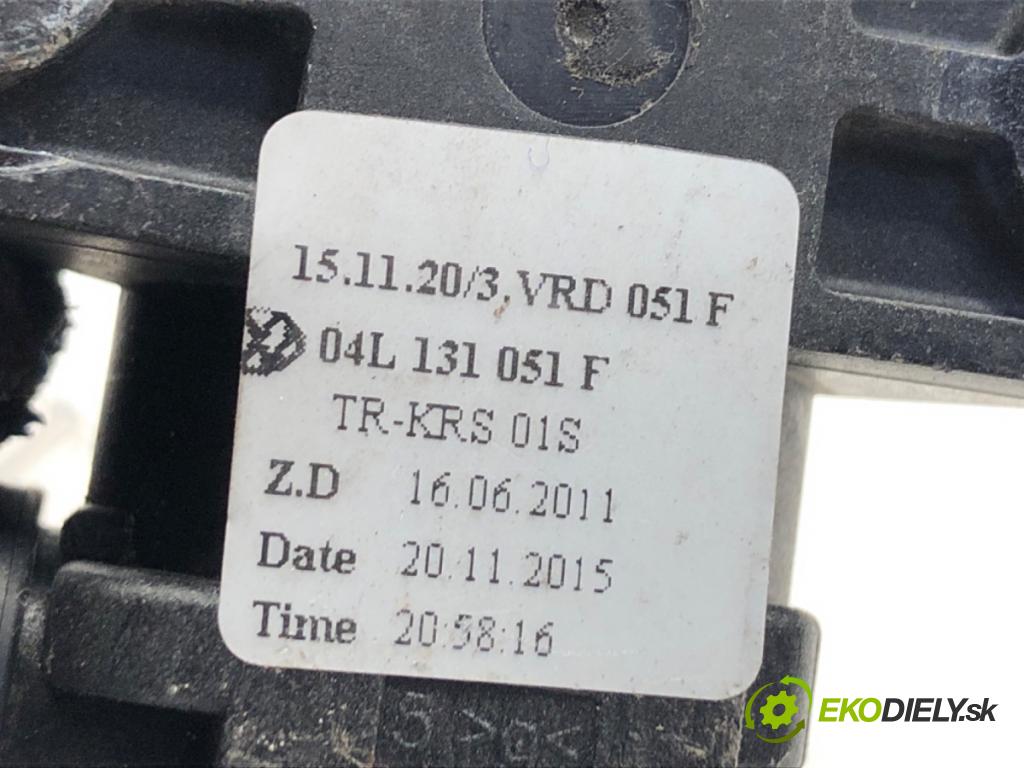 15.11.20/3, VRD 051 F
04L 131 051 F
TR-KRS 01S
Z.D 16.06.2011
Date 20.11.2015
Time 20:58:16
EKODIELY.sk